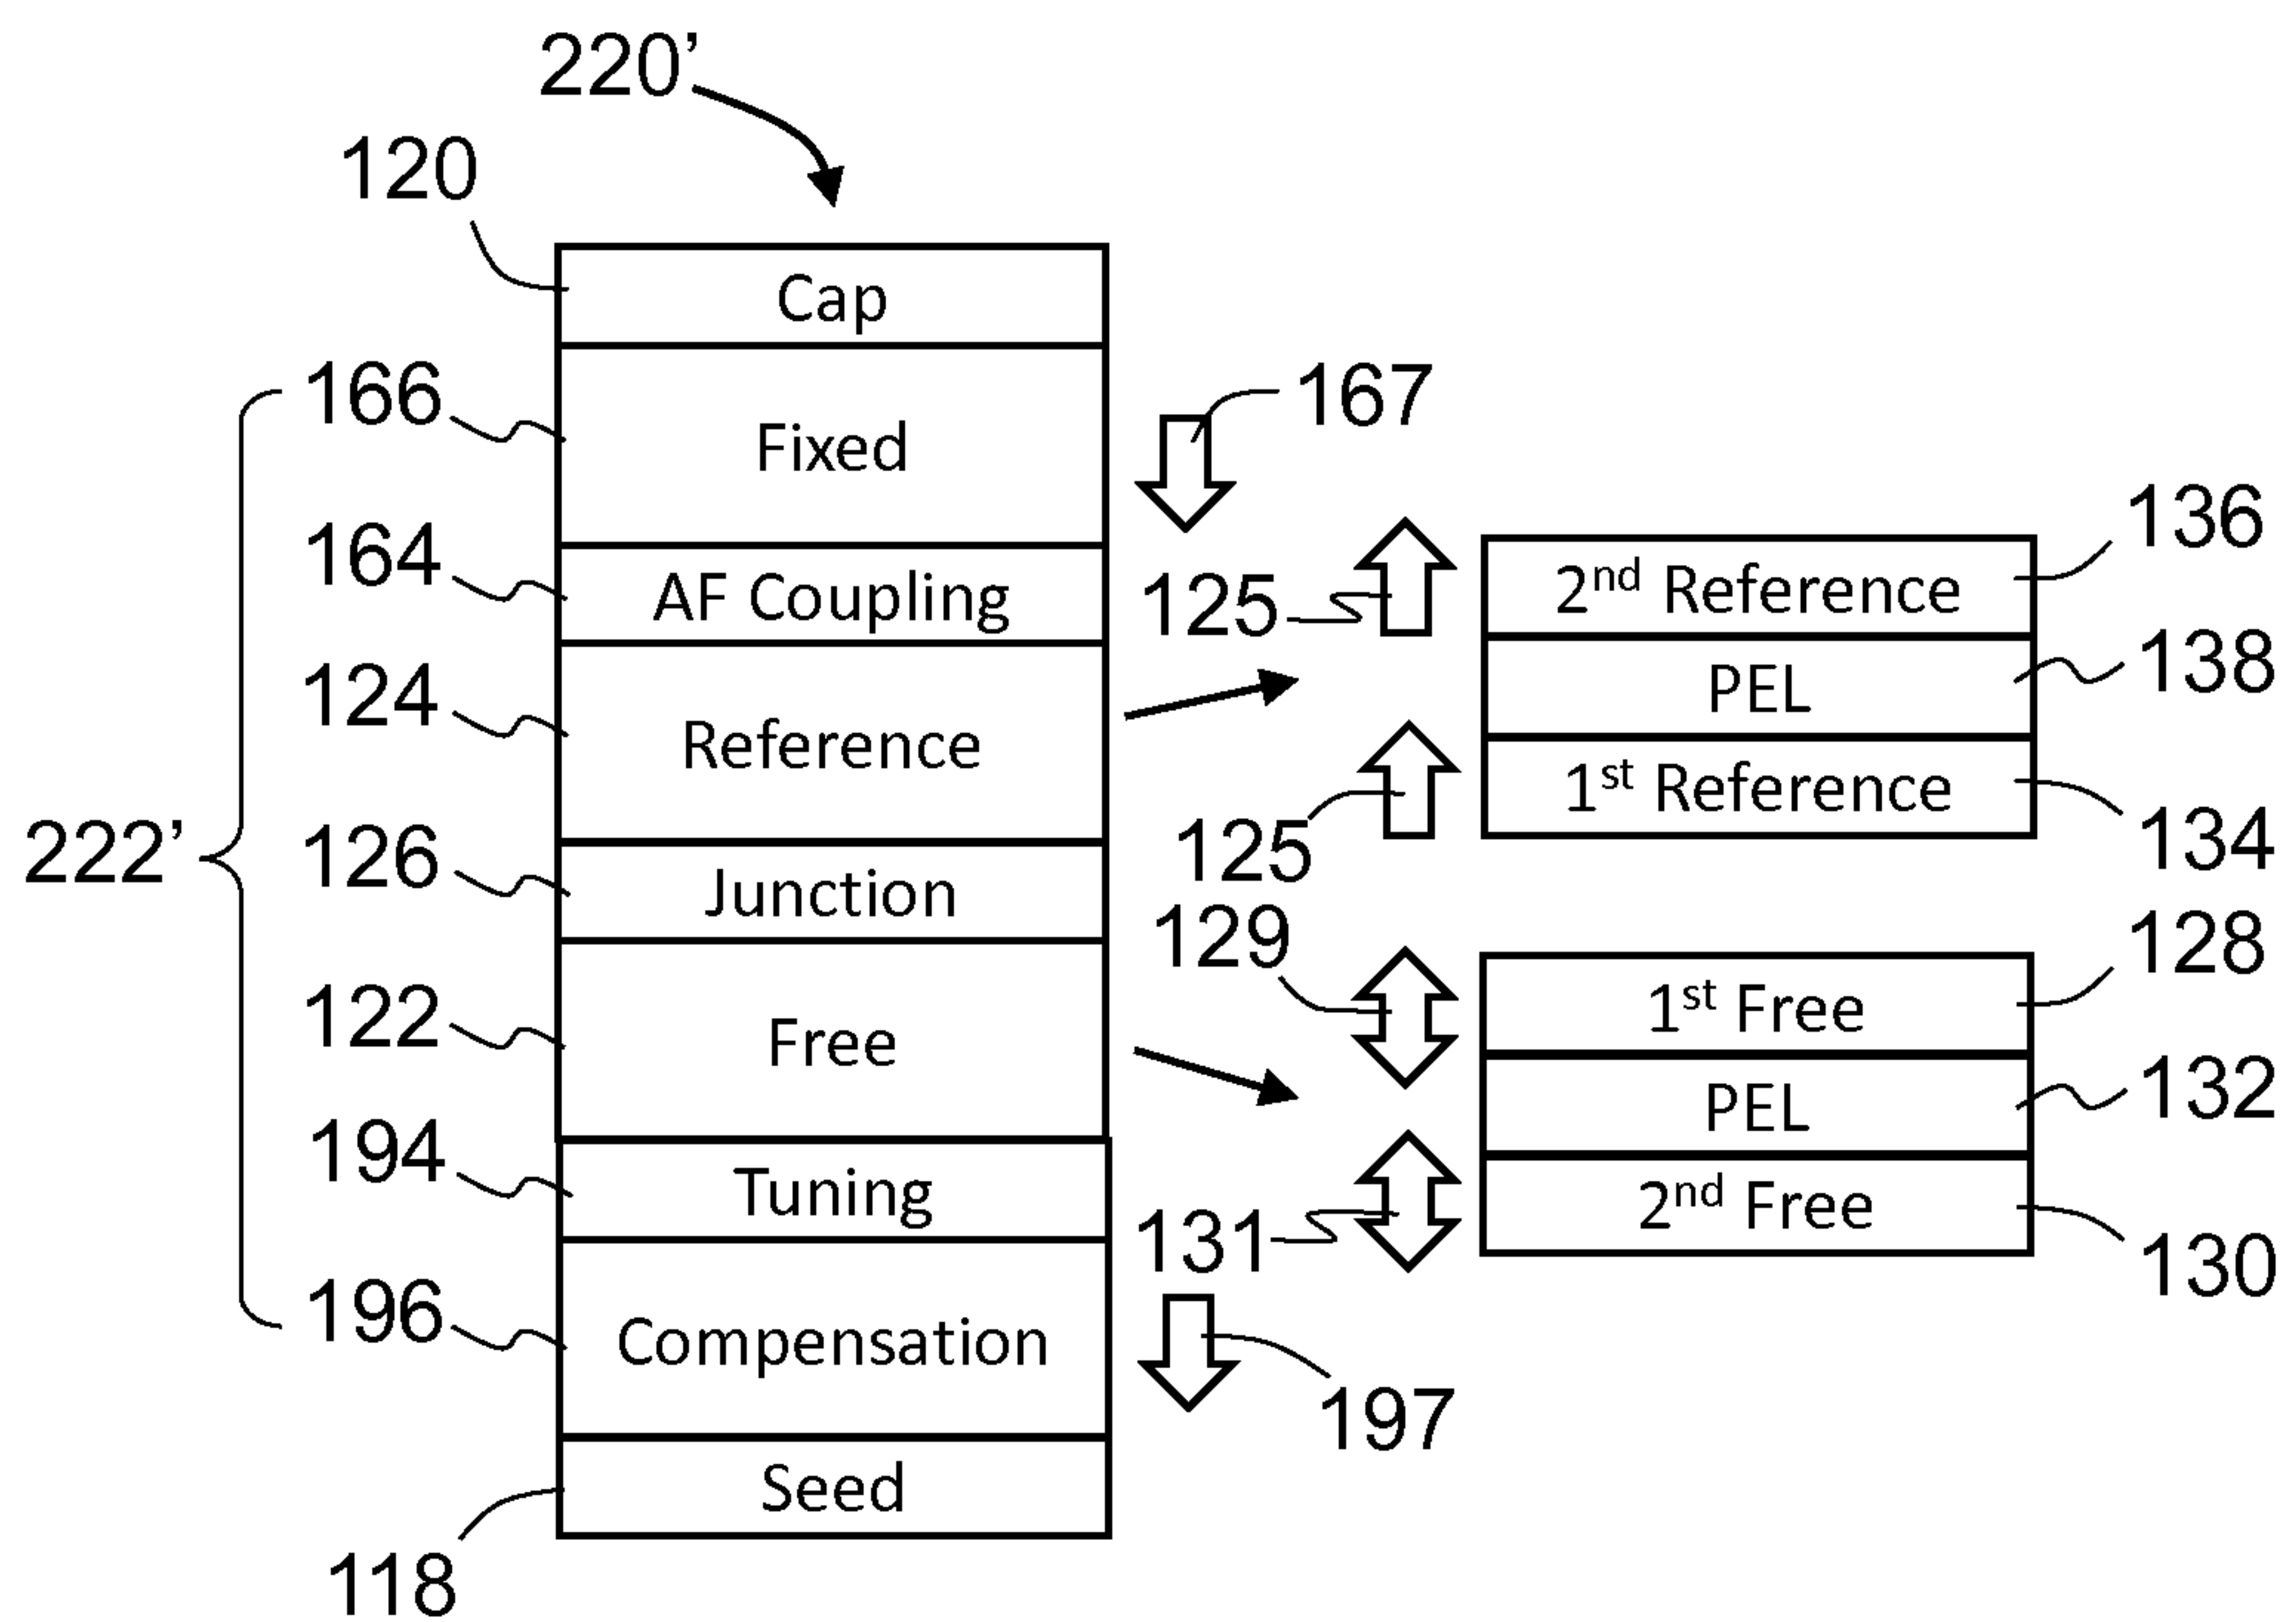 220’
120
Cap
166
Fixed
167
164
AF Coupling
125
2nd Reference
136
124
Reference
PEL
138
125
1st Reference
134
222’
126
Junction
129
1st Free
128
122
Free
PEL
132
194
Tuning
131
2nd Free
130
196
Compensation
197
Seed
118